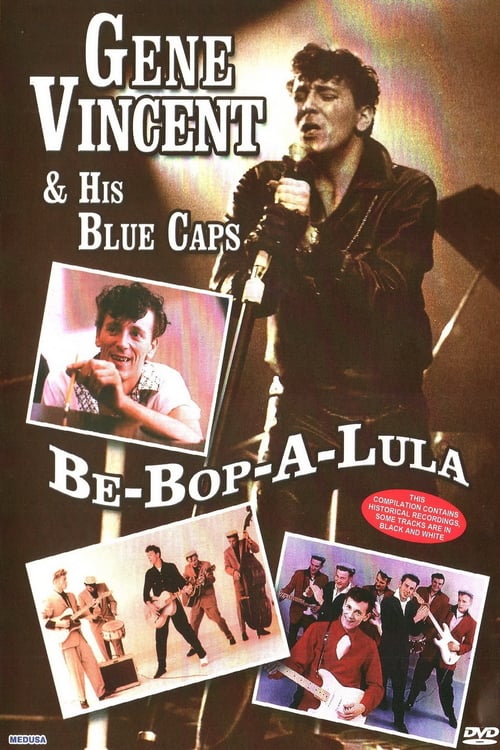 GENE
VINCENT
& HIS
BLUE CAPS
BE-BOP-A-LULA
THIS
COMPILATION CONTAINS
HISTORICAL RECORDINGS,
SOME TRACKS ARE IN
BLACK AND WHITE
MEDUSA
DVD